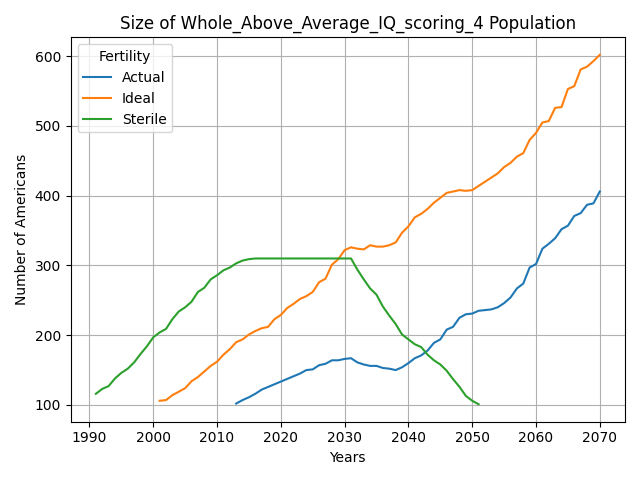 Size of Whole_Above_Average_IQ_scoring_4 Population
Fertility
Actual
Ideal
Sterile
Number of Americans
600
500
400
300
200
100
1990 2000 2010 2020 2030 2040 2050 2060 2070
Years